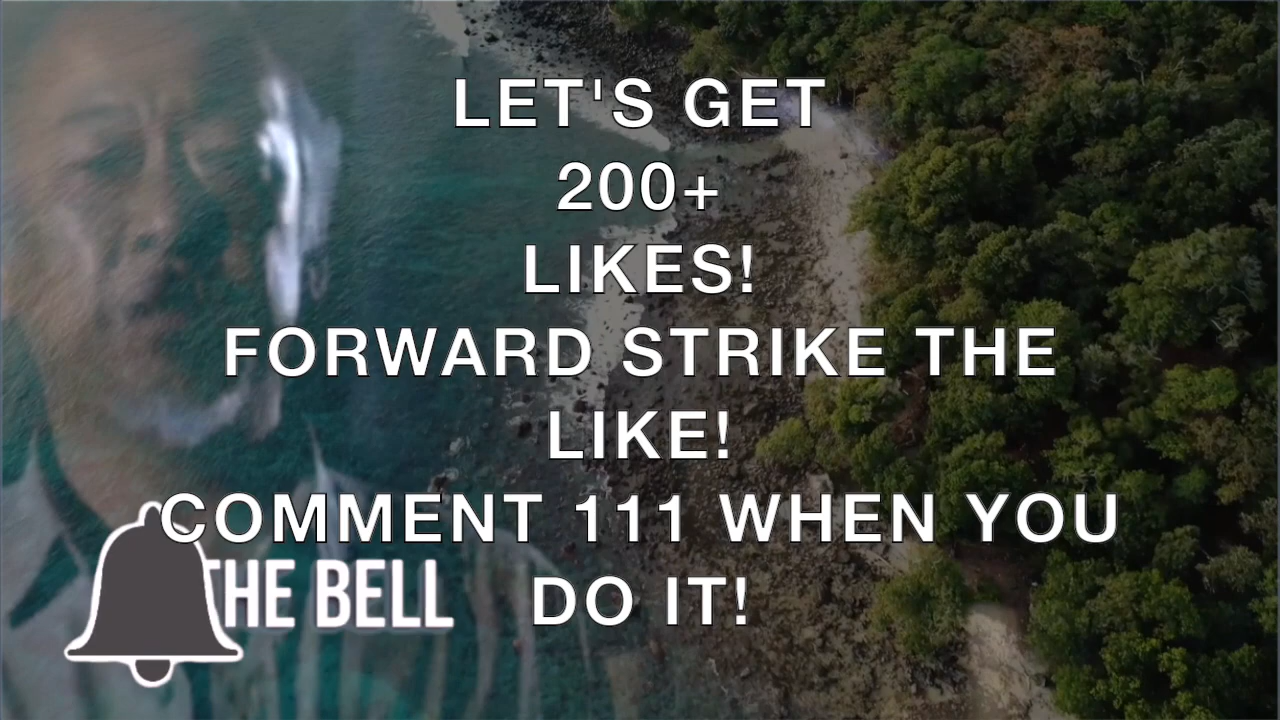 LET'S GET
200+
LIKES!
FORWARD STRIKE THE
LIKE!
COMMENT 111 WHEN YOU
DO IT!
THE BELL